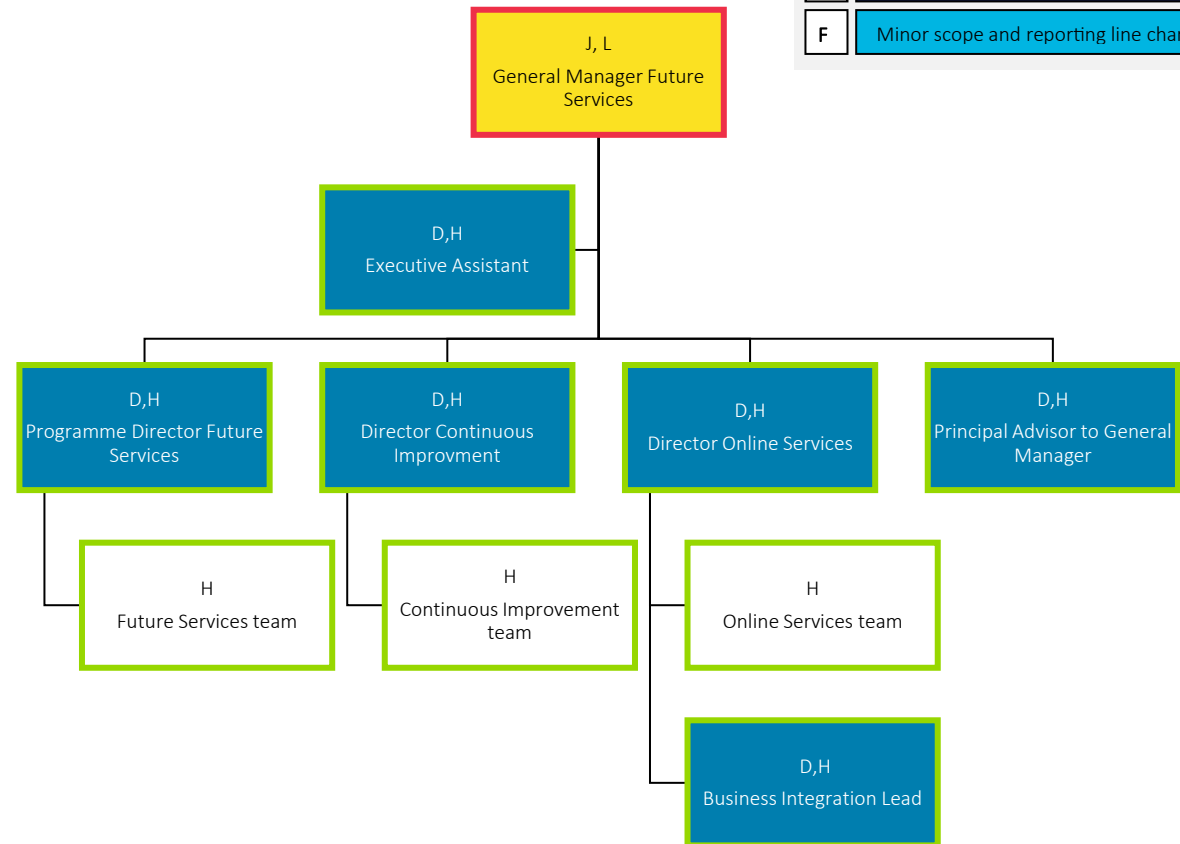 F
Minor scope and reporting line
J, L
General Manager Future
Services
D,H
Executive Assistant
D,H
Programme Director Future
Services
D,H
Director Continuous
Improvment
D,H
Director Online Services
D,H
Principal Advisor to General
Manager
H
Future Services team
H
Continuous Improvement
team
H
Online Services team
D,H
Business Integration Lead